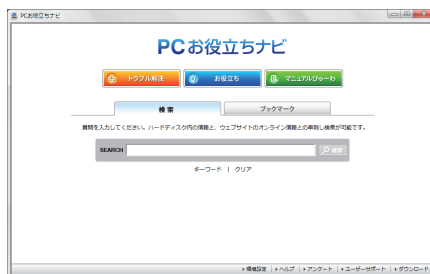 PCお役立ちナビ
PCお役立ちナビ
トラブル解決 お役立ち マニュアルびゅーわ
検索 ブックマーク
質問を入力してください。ハードディスク内の情報と、ウェブサイトのオンライン情報との串刺し検索が可能です。
SEARCH 検索
キーワード | クリア
環境設定 | ヘルプ | アンケート | ユーザーサポート | ダウンロード